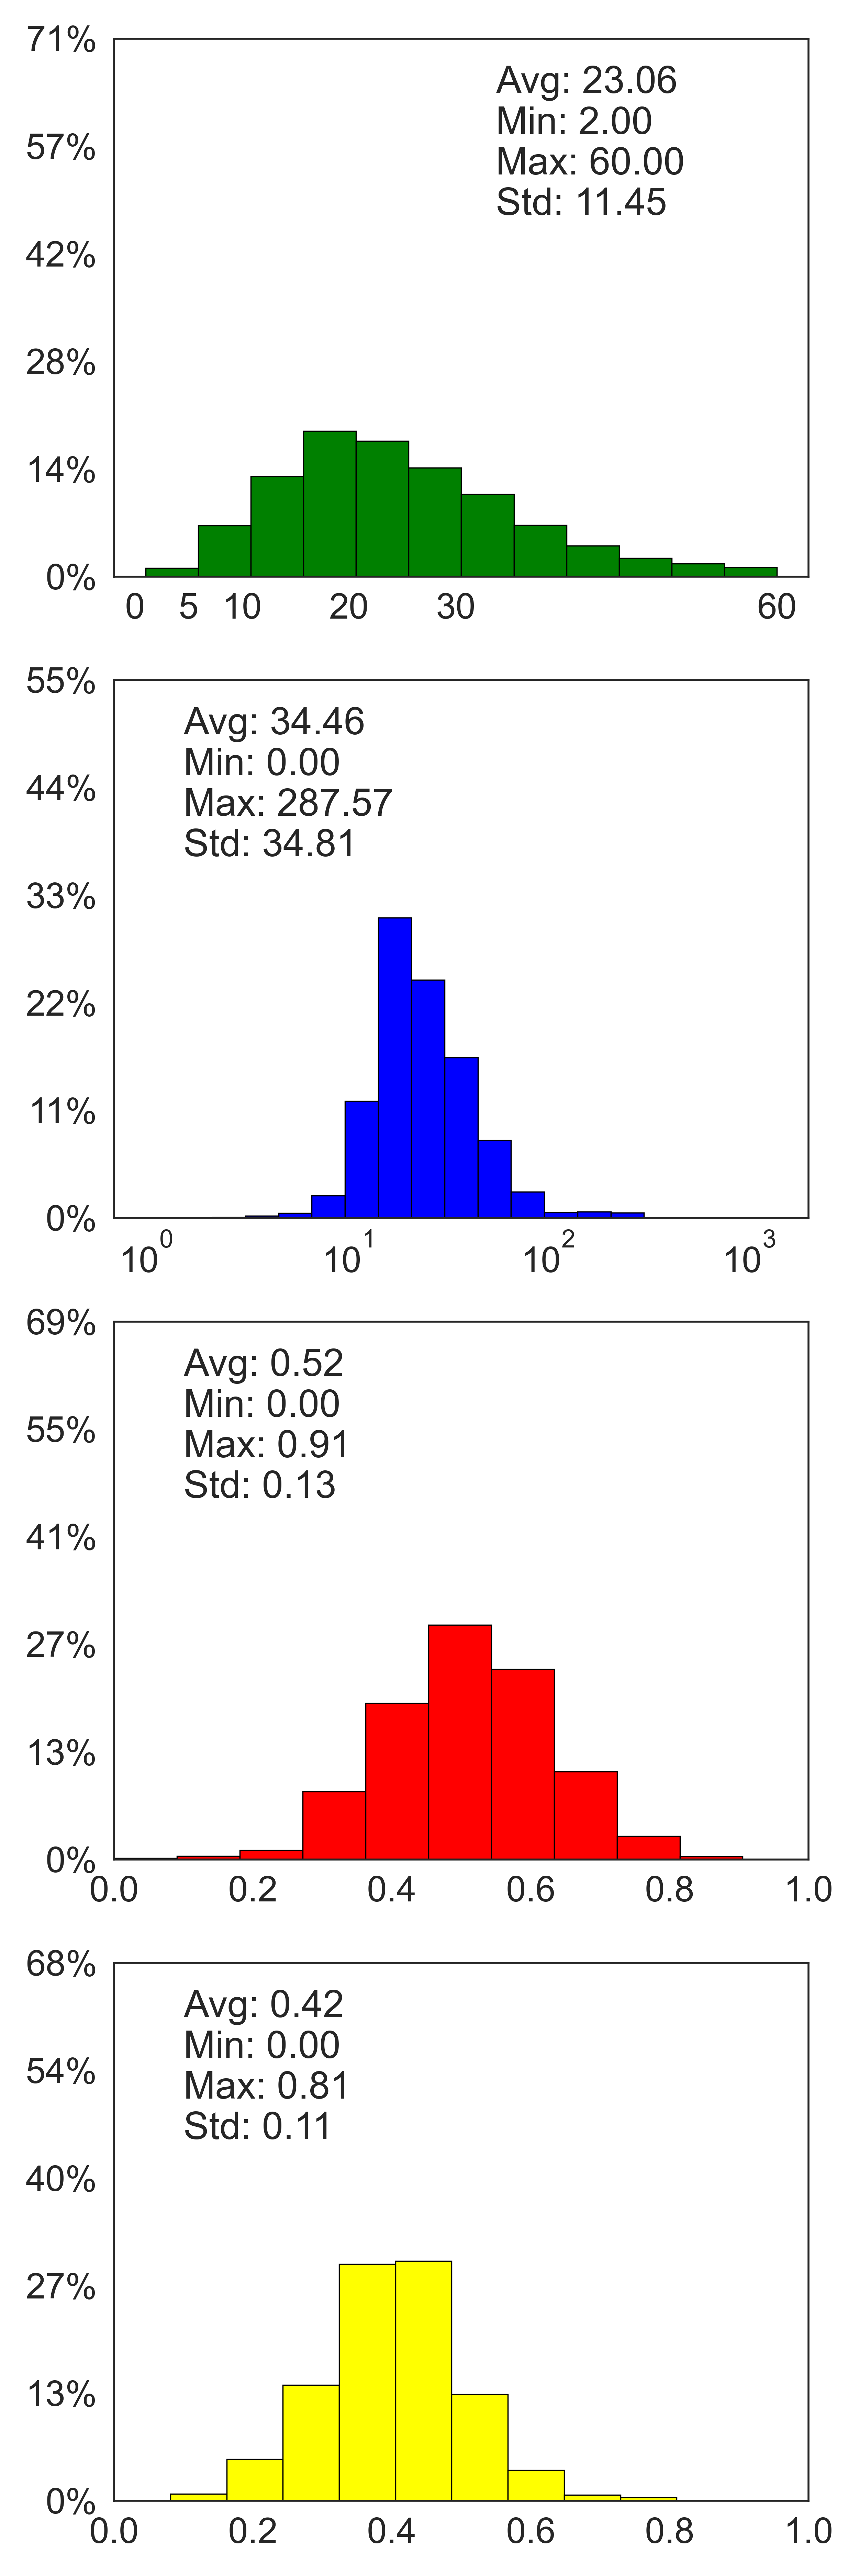 71%
Avg: 23.06
Min: 2.00
Max: 60.00
Std: 11.45
57%
42%
28%
14%
0%
0 5 10 20 30 60
55%
Avg: 34.46
Min: 0.00
Max: 287.57
Std: 34.81
44%
33%
22%
11%
0%
10^0 10^1 10^2 10^3
69%
Avg: 0.52
Min: 0.00
Max: 0.91
Std: 0.13
55%
41%
27%
13%
0%
0.0 0.2 0.4 0.6 0.8 1.0
68%
Avg: 0.42
Min: 0.00
Max: 0.81
Std: 0.11
54%
40%
27%
13%
0%
0.0 0.2 0.4 0.6 0.8 1.0